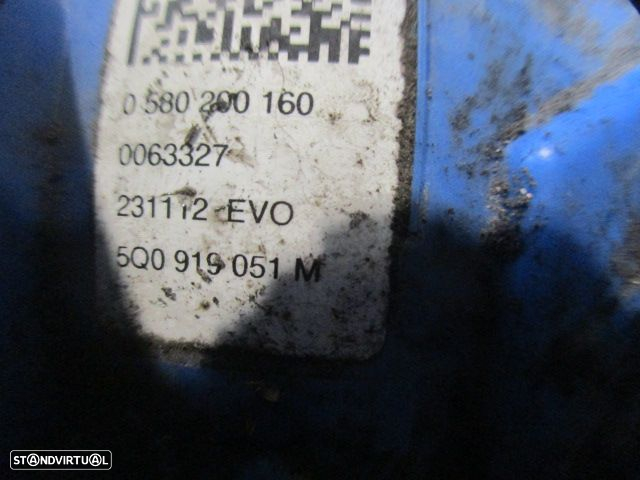 0 580 200 160
0063327
231112 EVO
5Q0 919 051 M
STANDVIRTUAL